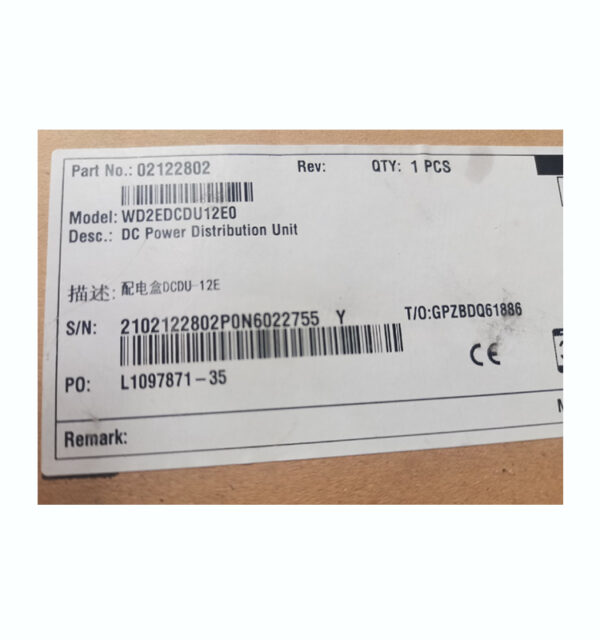 Part No.: 02122802 Rev: QTY: 1 PCS
Model: WD2EDCDU12E0
Desc.: DC Power Distribution Unit
描述: 配电盒DCDU-12E
S/N: 2102122802P0N6022755 Y T/O:GPZBDQ61886
CE
PO: L1097871-35
Remark: